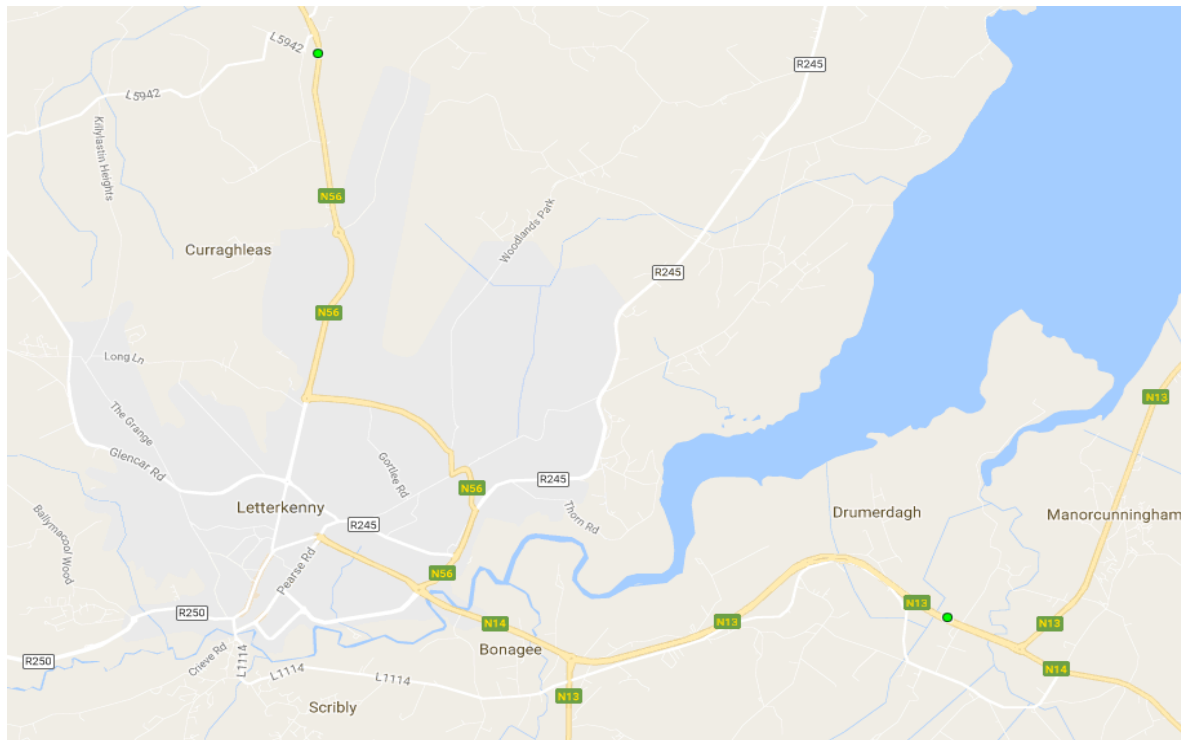 L5942
R245
L5942
Killylastin Heights
N56
Woodlands Park
Curraghleas
R245
N56
Long Ln
N13
The Grange
Glencar Rd
Gortlee Rd
R245
N56
Letterkenny
R245
Thorn Rd
Drumerdagh
Manorcunningham
Ballymacool Wood
Pearse Rd
N56
N13
R250
N14
N13
N13
Bonagee
Crieve Rd
L1114
R250
L1114
L1114
N14
N13
Scribly